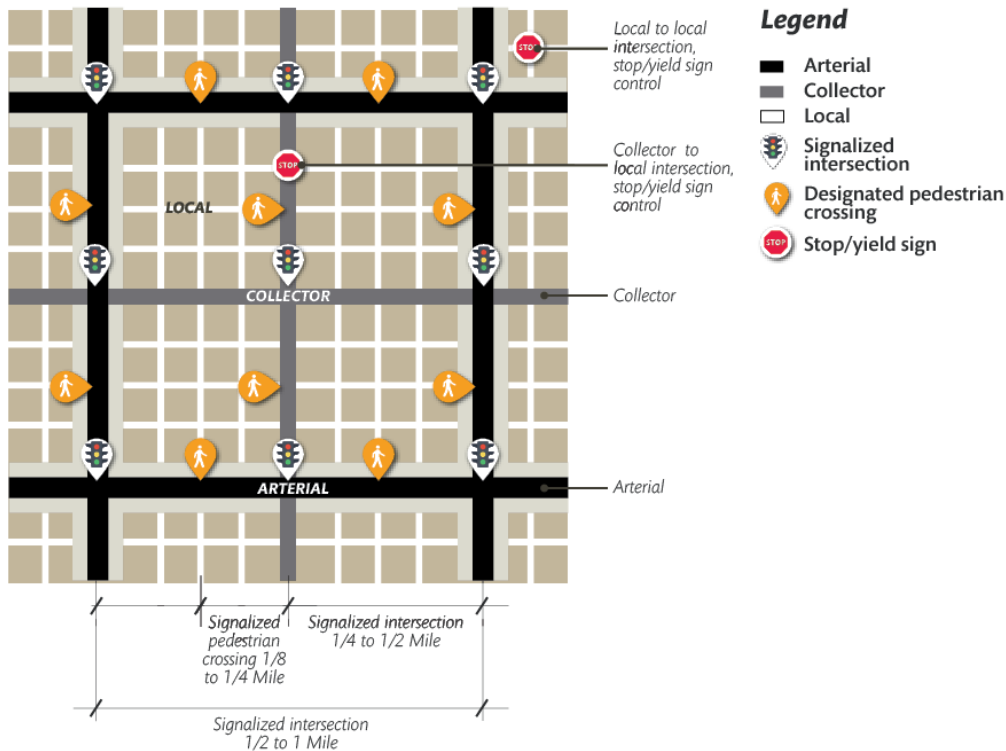 Local to local
intersection,
stop/yield sign
control
STOP
Collector to
local intersection,
stop/yield sign
control
STOP
LOCAL
COLLECTOR
Collector
ARTERIAL
Arterial
Signalized
pedestrian
crossing 1/8
to 1/4 Mile
Signalized intersection
1/4 to 1/2 Mile
Signalized intersection
1/2 to 1 Mile
Legend
Arterial
Collector
Local
Signalized
intersection
Designated pedestrian
crossing
STOP
Stop/yield sign